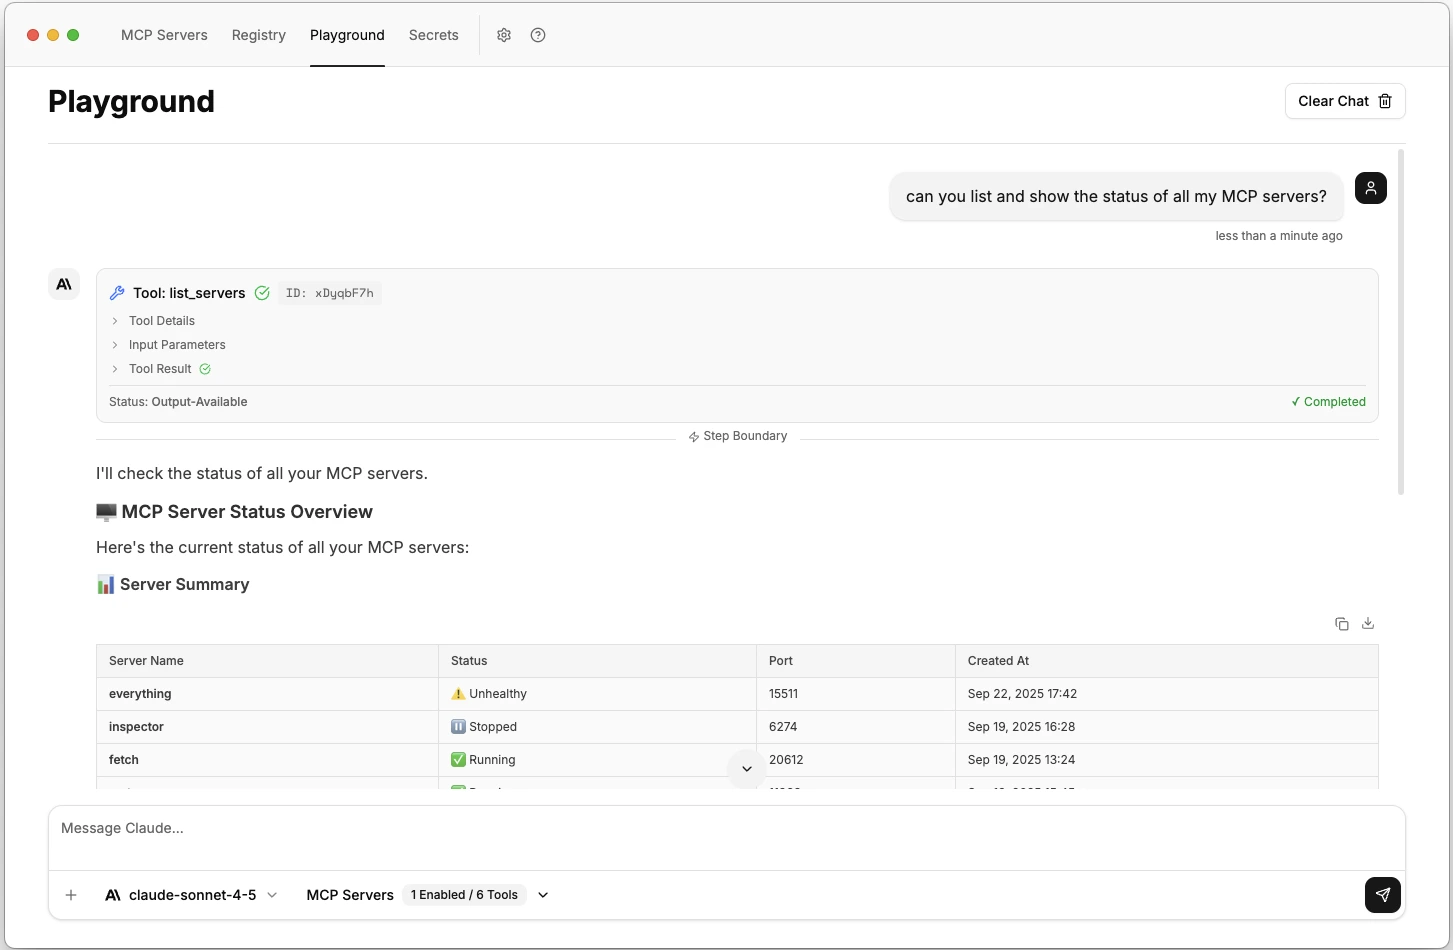 MCP Servers Registry Playground Secrets
Playground
Clear Chat
can you list and show the status of all my MCP servers?
less than a minute ago
Tool: list_servers ID: xDyqbF7h
Tool Details
Input Parameters
Tool Result
Status: Output-Available ✓ Completed
Step Boundary
I'll check the status of all your MCP servers.
🖥️ MCP Server Status Overview
Here's the current status of all your MCP servers:
📊 Server Summary
Server Name Status Port Created At
everything ⚠️ Unhealthy 15511 Sep 22, 2025 17:42
inspector ⏸️ Stopped 6274 Sep 19, 2025 16:28
fetch ✅ Running 20612 Sep 19, 2025 13:24
Message Claude...
claude-sonnet-4-5 MCP Servers 1 Enabled / 6 Tools